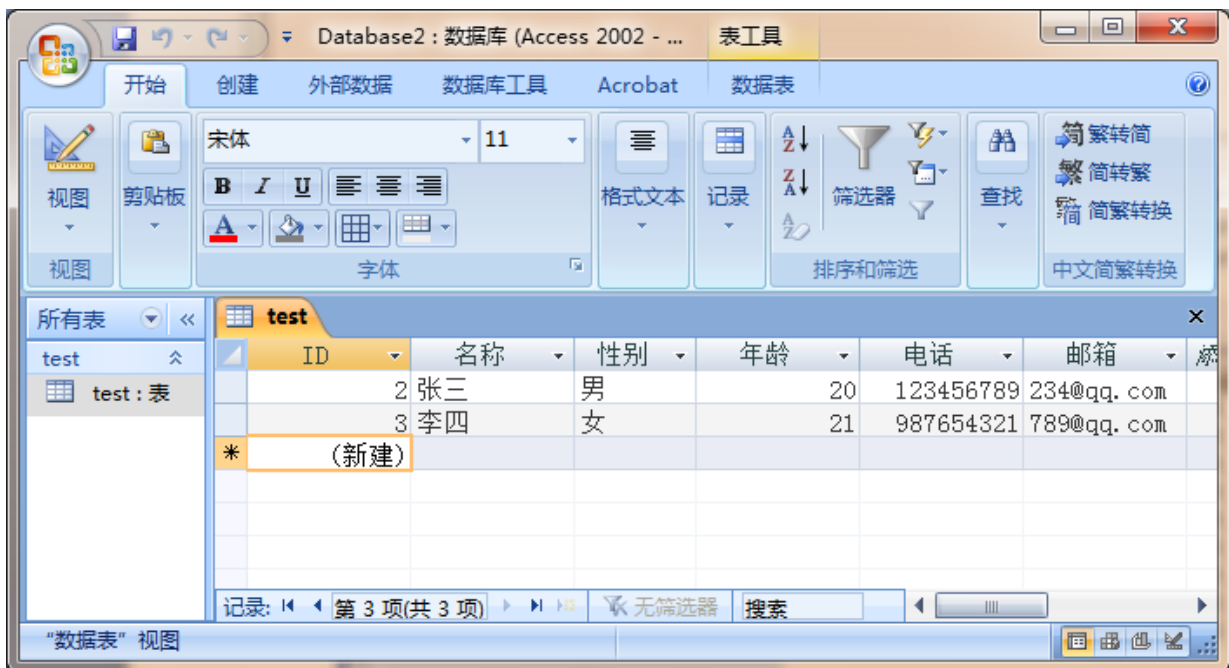 Database2 : 数据库 (Access 2002 - ... 表工具
开始 创建 外部数据 数据库工具 Acrobat 数据表
宋体 11
视图 剪贴板 B I U 格式文本 记录 筛选器 查找
繁转简
简转繁
简繁转换
视图 字体 排序和筛选 中文简繁转换
所有表 test
test ID 名称 性别 年龄 电话 邮箱
test : 表 2 张三 男 20 123456789 234@qq.com
3 李四 女 21 987654321 789@qq.com
(新建)
记录: 第 3 项(共 3 项) 无筛选器 搜索
“数据表” 视图